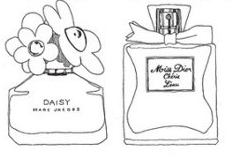 DAISY
MARC JACOBS
Miss Dior
Chérie
L'eau